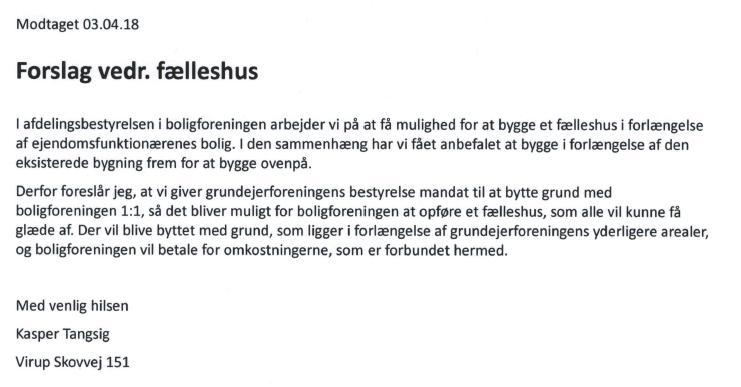 Modtaget 03.04.18
Forslag vedr. fælleshus
I afdelingsbestyrelsen i boligforeningen arbejder vi på at få mulighed for at bygge et fælleshus i forlængelse
af ejendomsfunktionærenes bolig. I den sammenhæng har vi fået anbefalet at bygge i forlængelse af den
eksisterede bygning frem for at bygge ovenpå.
Derfor foreslår jeg, at vi giver grundejerforeningens bestyrelse mandat til at bytte grund med
boligforeningen 1:1, så det bliver muligt for boligforeningen at opføre et fælleshus, som alle vil kunne få
glæde af. Der vil blive byttet med grund, som ligger i forlængelse af grundejerforeningens yderligere arealer,
og boligforeningen vil betale for omkostningerne, som er forbundet hermed.
Med venlig hilsen
Kasper Tangsig
Virup Skovvej 151